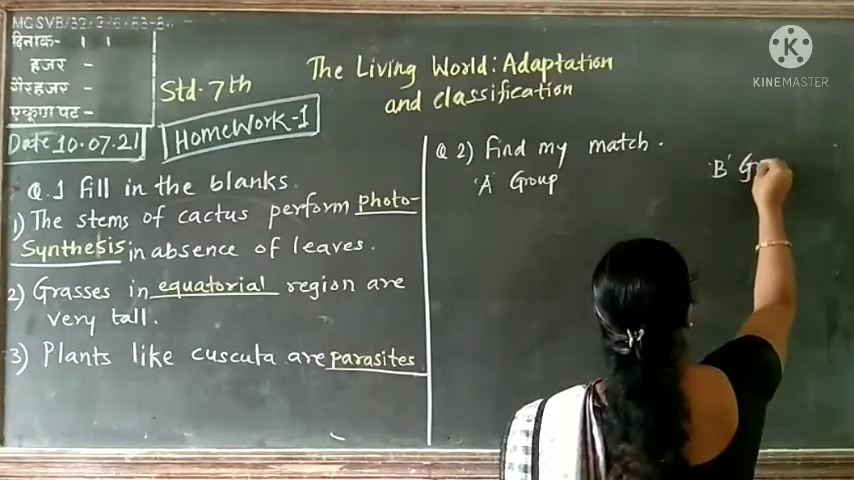 दिनांक- । ।
हजर -
गैरहजर -
एकूण पट -
Date 10.07.21
Std. 7th
HomeWork-1
The Living World: Adaptation
and classification
Q.1 Fill in the blanks.
1) The stems of cactus perform photo-
synthesis in absence of leaves.
2) Grasses in equatorial region are
very tall.
3) Plants like cuscuta are parasites
Q 2) Find my match.
'A' Group
'B'
KINEMASTER